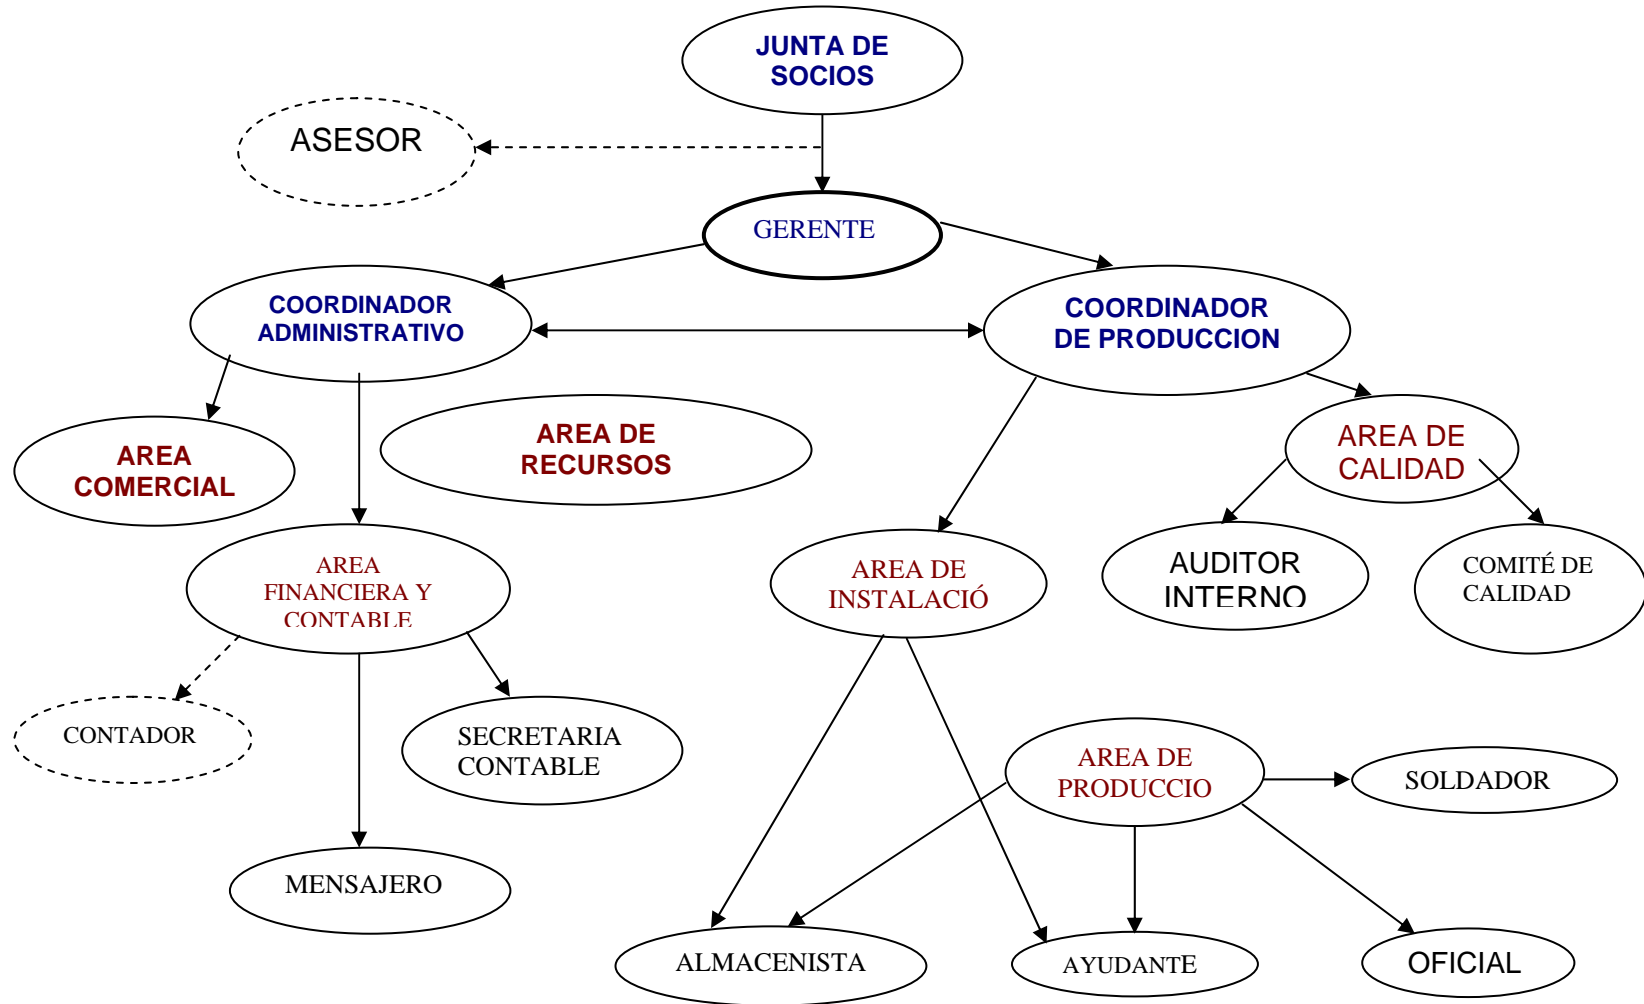 JUNTA DE
SOCIOS
ASESOR
GERENTE
COORDINADOR
ADMINISTRATIVO
COORDINADOR
DE PRODUCCION
AREA
COMERCIAL
AREA DE
RECURSOS
AREA DE
CALIDAD
AREA
FINANCIERA Y
CONTABLE
AREA DE
INSTALACIÓ
AUDITOR
INTERNO
COMITÉ DE
CALIDAD
CONTADOR
SECRETARIA
CONTABLE
AREA DE
PRODUCCIO
SOLDADOR
MENSAJERO
ALMACENISTA
AYUDANTE
OFICIAL